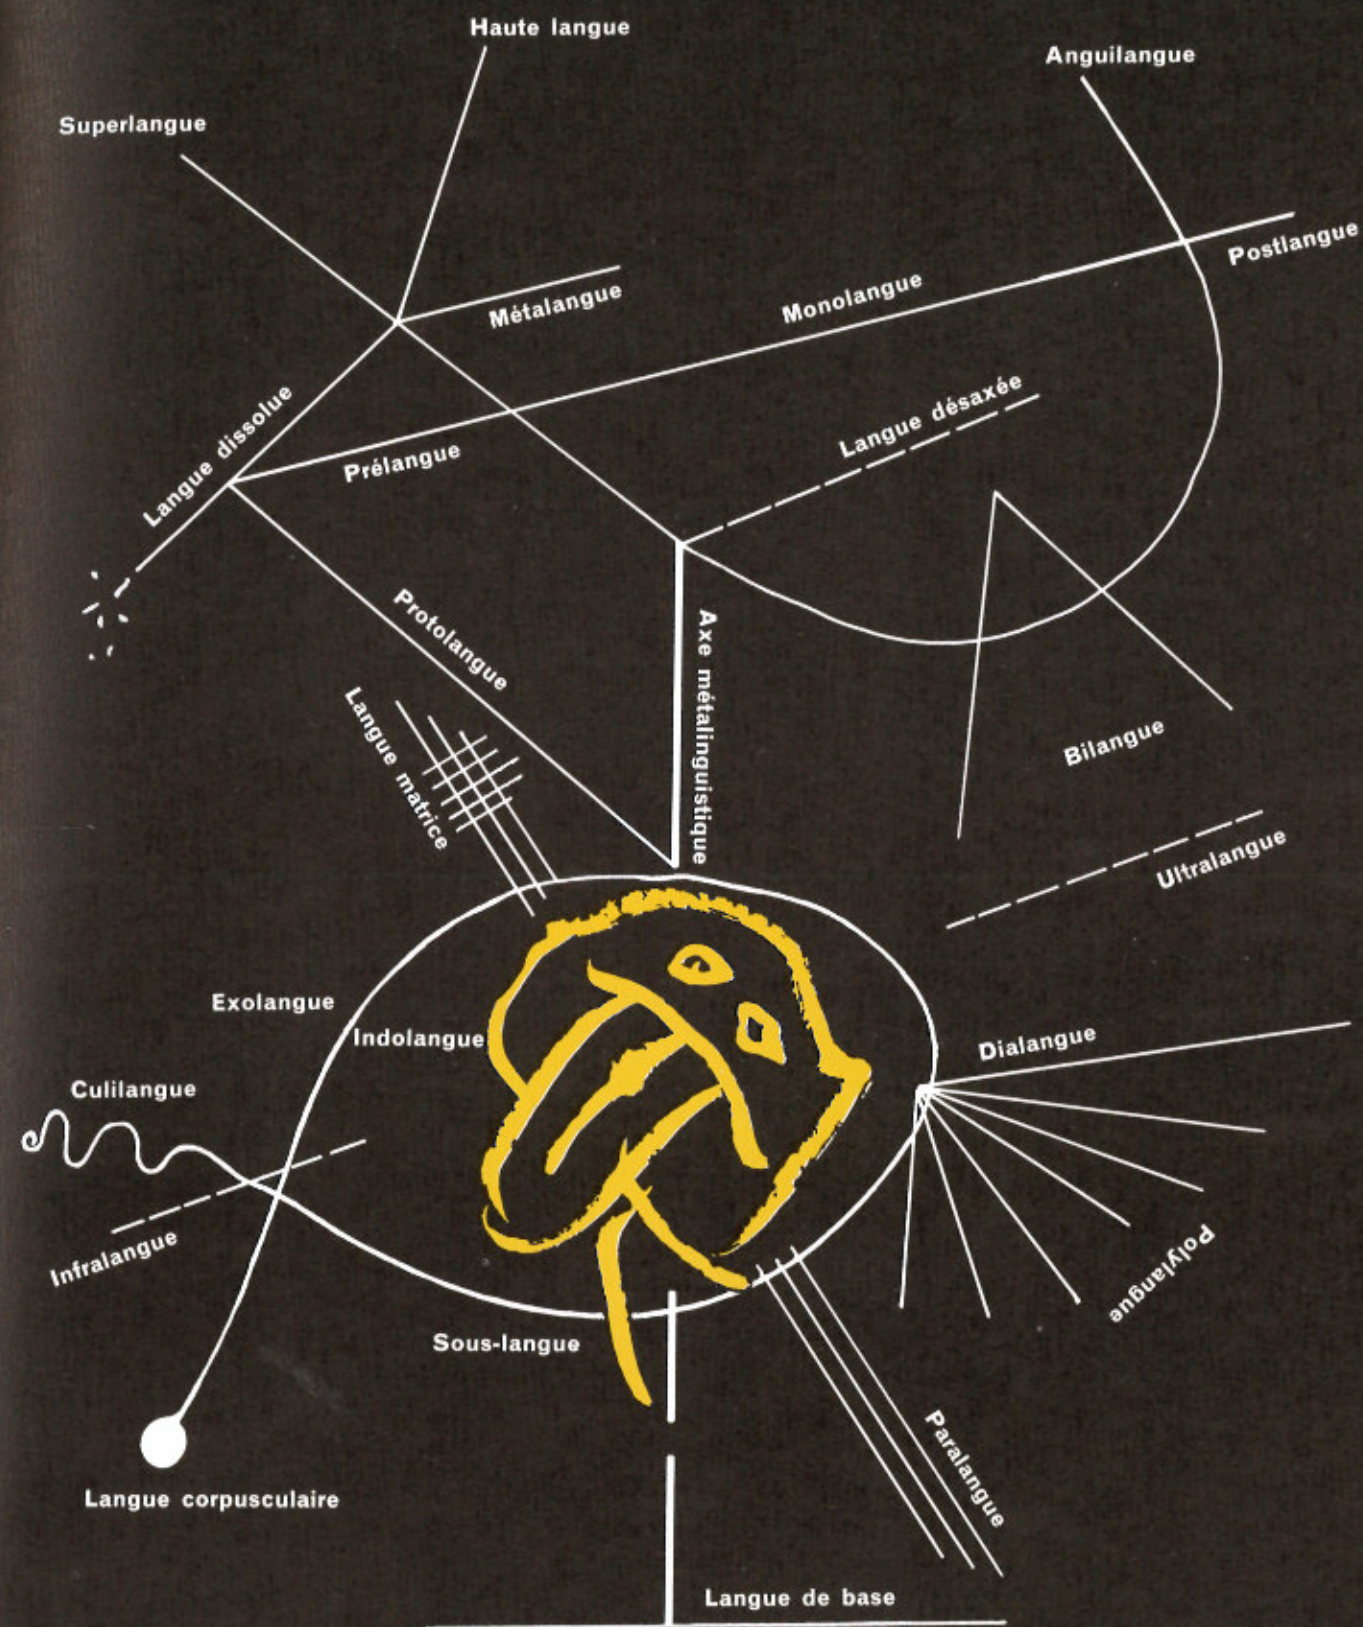 Haute langue
Anguilangue
Superlangue
Postlangue
Métalangue
Monolangue
Langue désaxée
Langue dissolue
Prélangue
Protolangue
Axe métalinguistique
Langue matrice
Bilangue
Ultralangue
Exolangue
Indolangue
Dialangue
Culilangue
Infralangue
Polylangue
Sous-langue
Paralangue
Langue corpusculaire
Langue de base